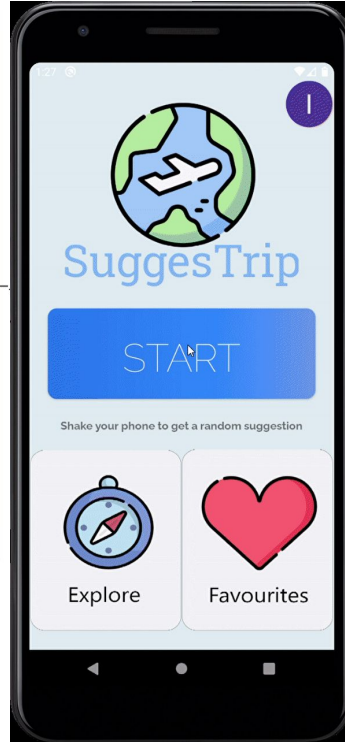 1:27
I
SuggesTrip
START
Shake your phone to get a random suggestion
Explore
Favourites